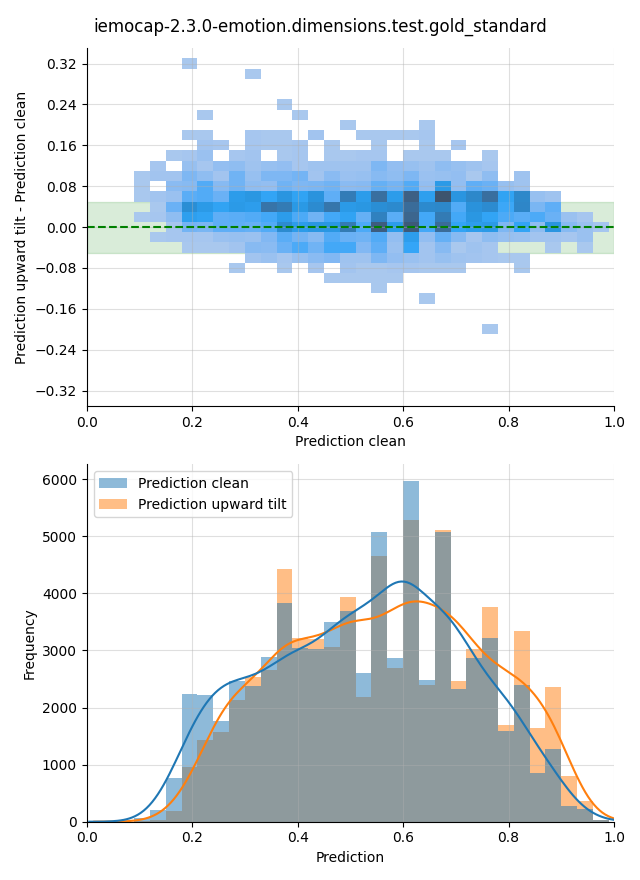 iemocap-2.3.0-emotion.dimensions.test.gold_standard
Prediction upward tilt - Prediction clean
0.32
0.24
0.16
0.08
0.00
−0.08
−0.16
−0.24
−0.32
0.0 0.2 0.4 0.6 0.8 1.0
Prediction clean
Prediction clean
Prediction upward tilt
Frequency
6000
5000
4000
3000
2000
1000
0
0.0 0.2 0.4 0.6 0.8 1.0
Prediction